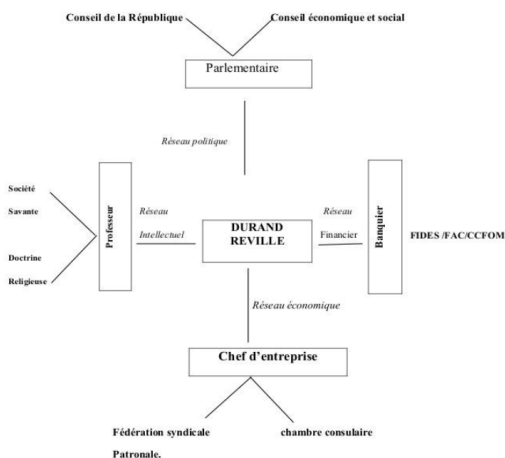 Conseil de la République
Conseil économique et social
Parlementaire
Réseau politique
Société
Savante
Doctrine
Religieuse
Professeur
Réseau
Intellectuel
DURAND
REVILLE
Réseau
Financier
Banquier
FIDES /FAC/CCFOM
Réseau économique
Chef d'entreprise
Fédération syndicale
Patronale.
chambre consulaire